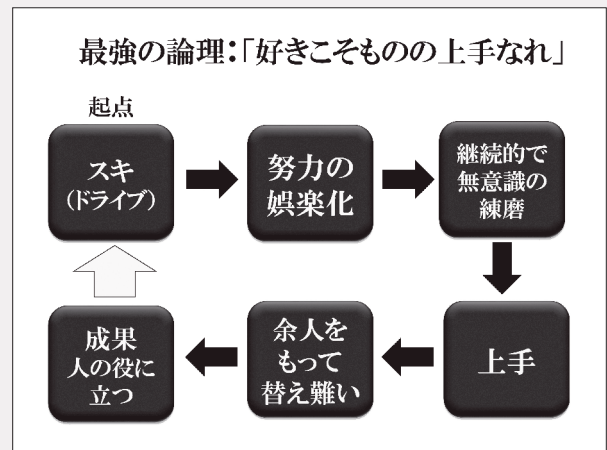 最強の論理：「好きこそものの上手なれ」
起点
スキ
（ドライブ）
努力の
娯楽化
継続的で
無意識の
練磨
上手
余人を
もって
替え難い
成果
人の役に
立つ